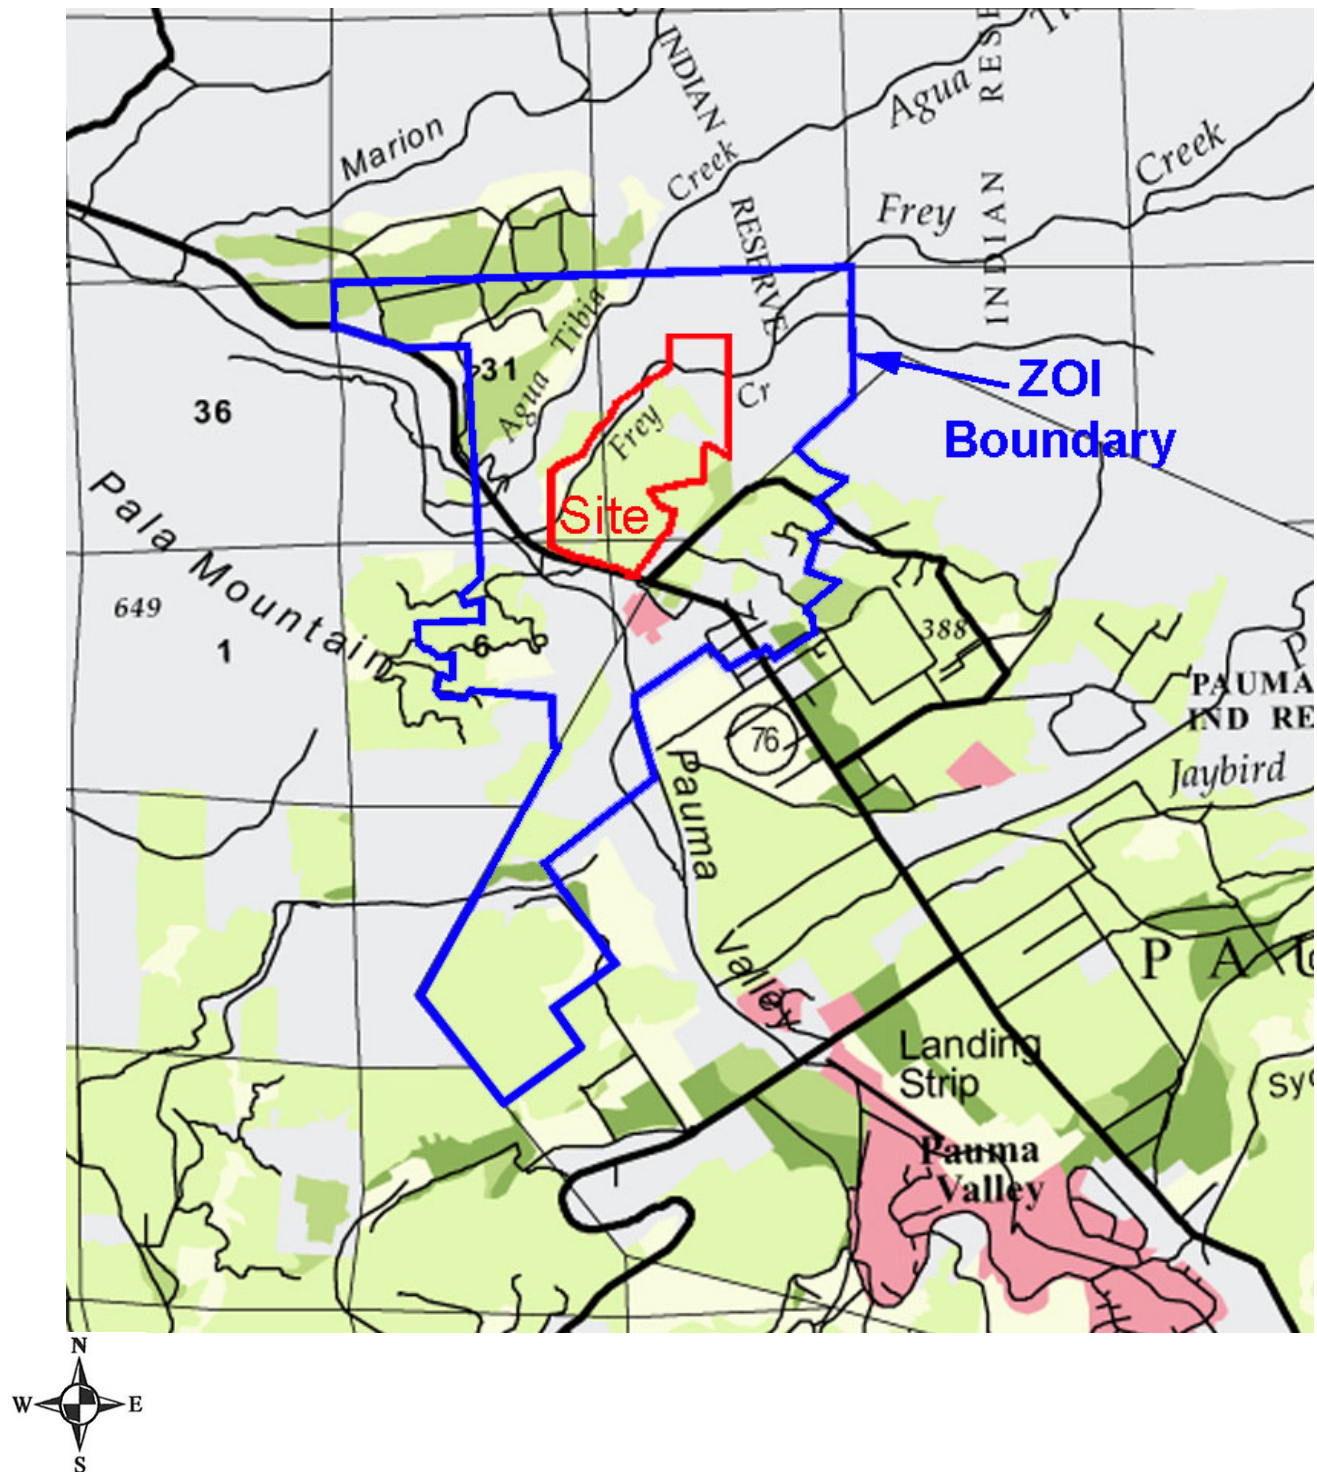 INDIAN
RESE
Agua
Marion
Creek
Creek
RESERVE
INDIAN
Frey
Agua Tibia
ZOI
Boundary
31
36
Frey
Cr
Site
Pala Mountain
649
1
6
388
PAUMA
IND RE
76
Jaybird
Pauma
Valley
P A U
Landing
Strip
Sy
Pauma
Valley
N
W E
S